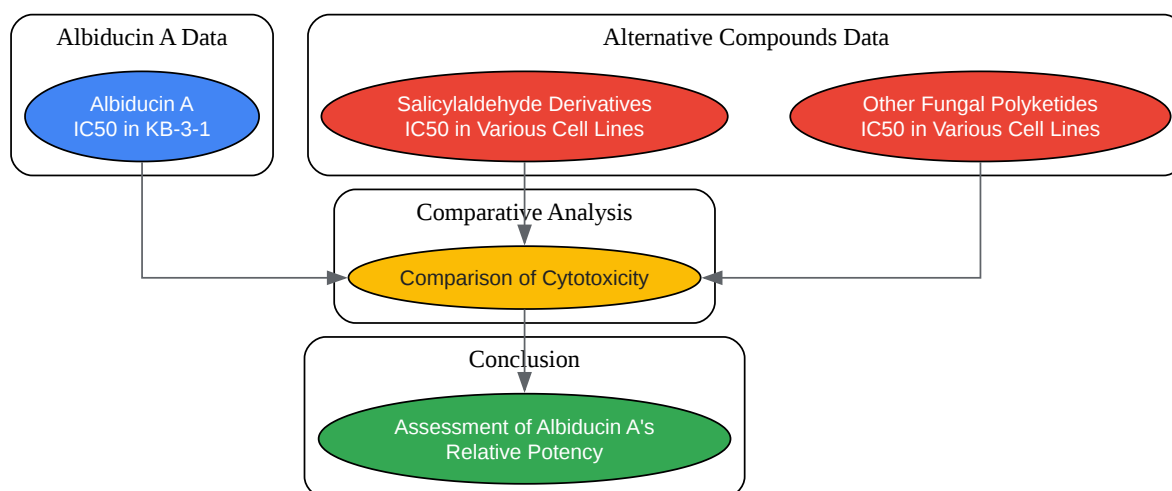 Albiducin A Data
Alternative Compounds Data
Albiducin A
IC50 in KB-3-1
Salicylaldehyde Derivatives
IC50 in Various Cell Lines
Other Fungal Polyketides
IC50 in Various Cell Lines
Comparative Analysis
Comparison of Cytotoxicity
Conclusion
Assessment of Albiducin A's
Relative Potency